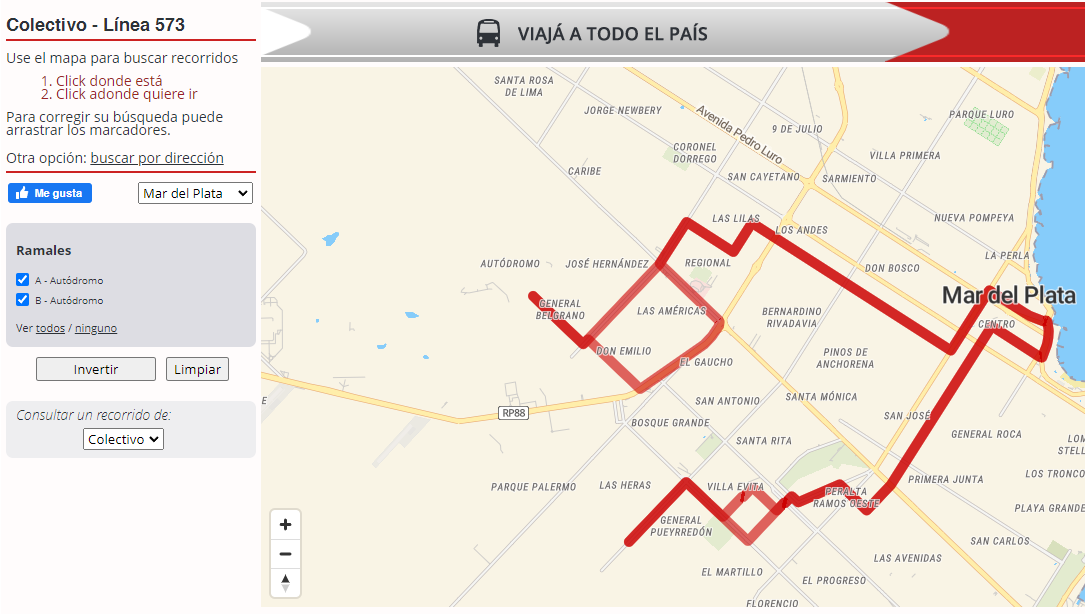 Colectivo - Línea 573
Use el mapa para buscar recorridos
1. Click donde está
2. Click adonde quiere ir
Para corregir su búsqueda puede
arrastrar los marcadores.
Otra opción: buscar por dirección
Me gusta
Mar del Plata
Ramales
A - Autódromo
B - Autódromo
Ver todos / ninguno
Invertir
Limpiar
Consultar un recorrido de:
Colectivo
VIAJÁ A TODO EL PAÍS
SANTA ROSA
DE LIMA
JORGE NEWBERY
Avenida Pedro Luro
9 DE JULIO
PARQUE LURO
CORONEL
DORREGO
VILLA PRIMERA
CARIBE
SAN CAYETANO
SARMIENTO
LAS LILAS
LOS ANDES
NUEVA POMPEYA
AUTÓDROMO
JOSÉ HERNÁNDEZ
REGIONAL
DON BOSCO
LA PERLA
Mar del Plata
GENERAL
BELGRANO
LAS AMÉRICAS
BERNARDINO
RIVADAVIA
CENTRO
DON EMILIO
EL GAUCHO
PINOS DE
ANCHORENA
E
RP88
SAN ANTONIO
SANTA MÓNICA
BOSQUE GRANDE
SAN JOSÉ
SANTA RITA
GENERAL ROCA
LOM
STELL
LOS TRONCO
PARQUE PALERMO
LAS HERAS
VILLA EVITA
PERALTA
RAMOS OESTE
PRIMERA JUNTA
PLAYA GRANDE
GENERAL
PUEYRREDÓN
SAN CARLOS
LAS AVENIDAS
EL MARTILLO
EL PROGRESO
FLORENCIO
+
−